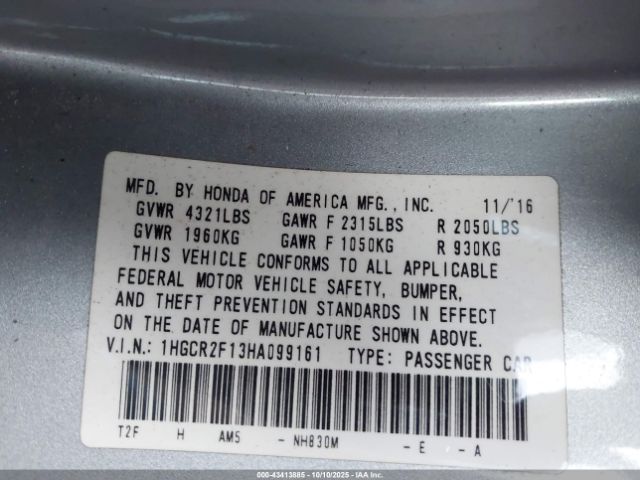 MFD. BY HONDA OF AMERICA MFG., INC. 11/'16
GVWR 4321LBS GAWR F 2315LBS R 2050LBS
GVWR 1960KG GAWR F 1050KG R 930KG
THIS VEHICLE CONFORMS TO ALL APPLICABLE
FEDERAL MOTOR VEHICLE SAFETY, BUMPER,
AND THEFT PREVENTION STANDARDS IN EFFECT
ON THE DATE OF MANUFACTURE SHOWN ABOVE.
V.I.N.: 1HGCR2F13HA099161 TYPE: PASSENGER CAR
T2F H AM5 - NH830M - E - A
000-43413885 - 10/10/2025 - IAAI.COM